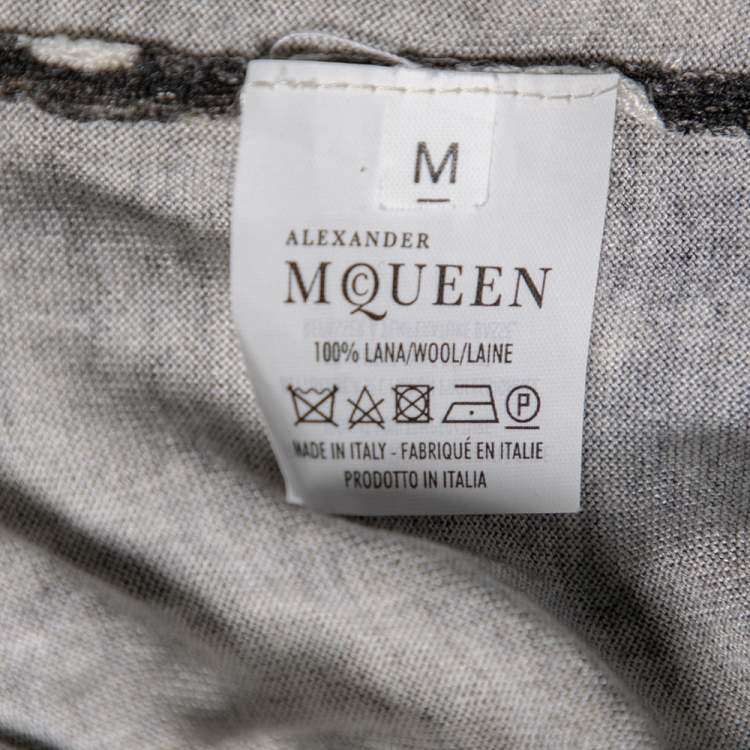 M
ALEXANDER
MCQUEEN
100% LANA/WOOL/LAINE
P
MADE IN ITALY - FABRIQUÉ EN ITALIE
PRODOTTO IN ITALIA